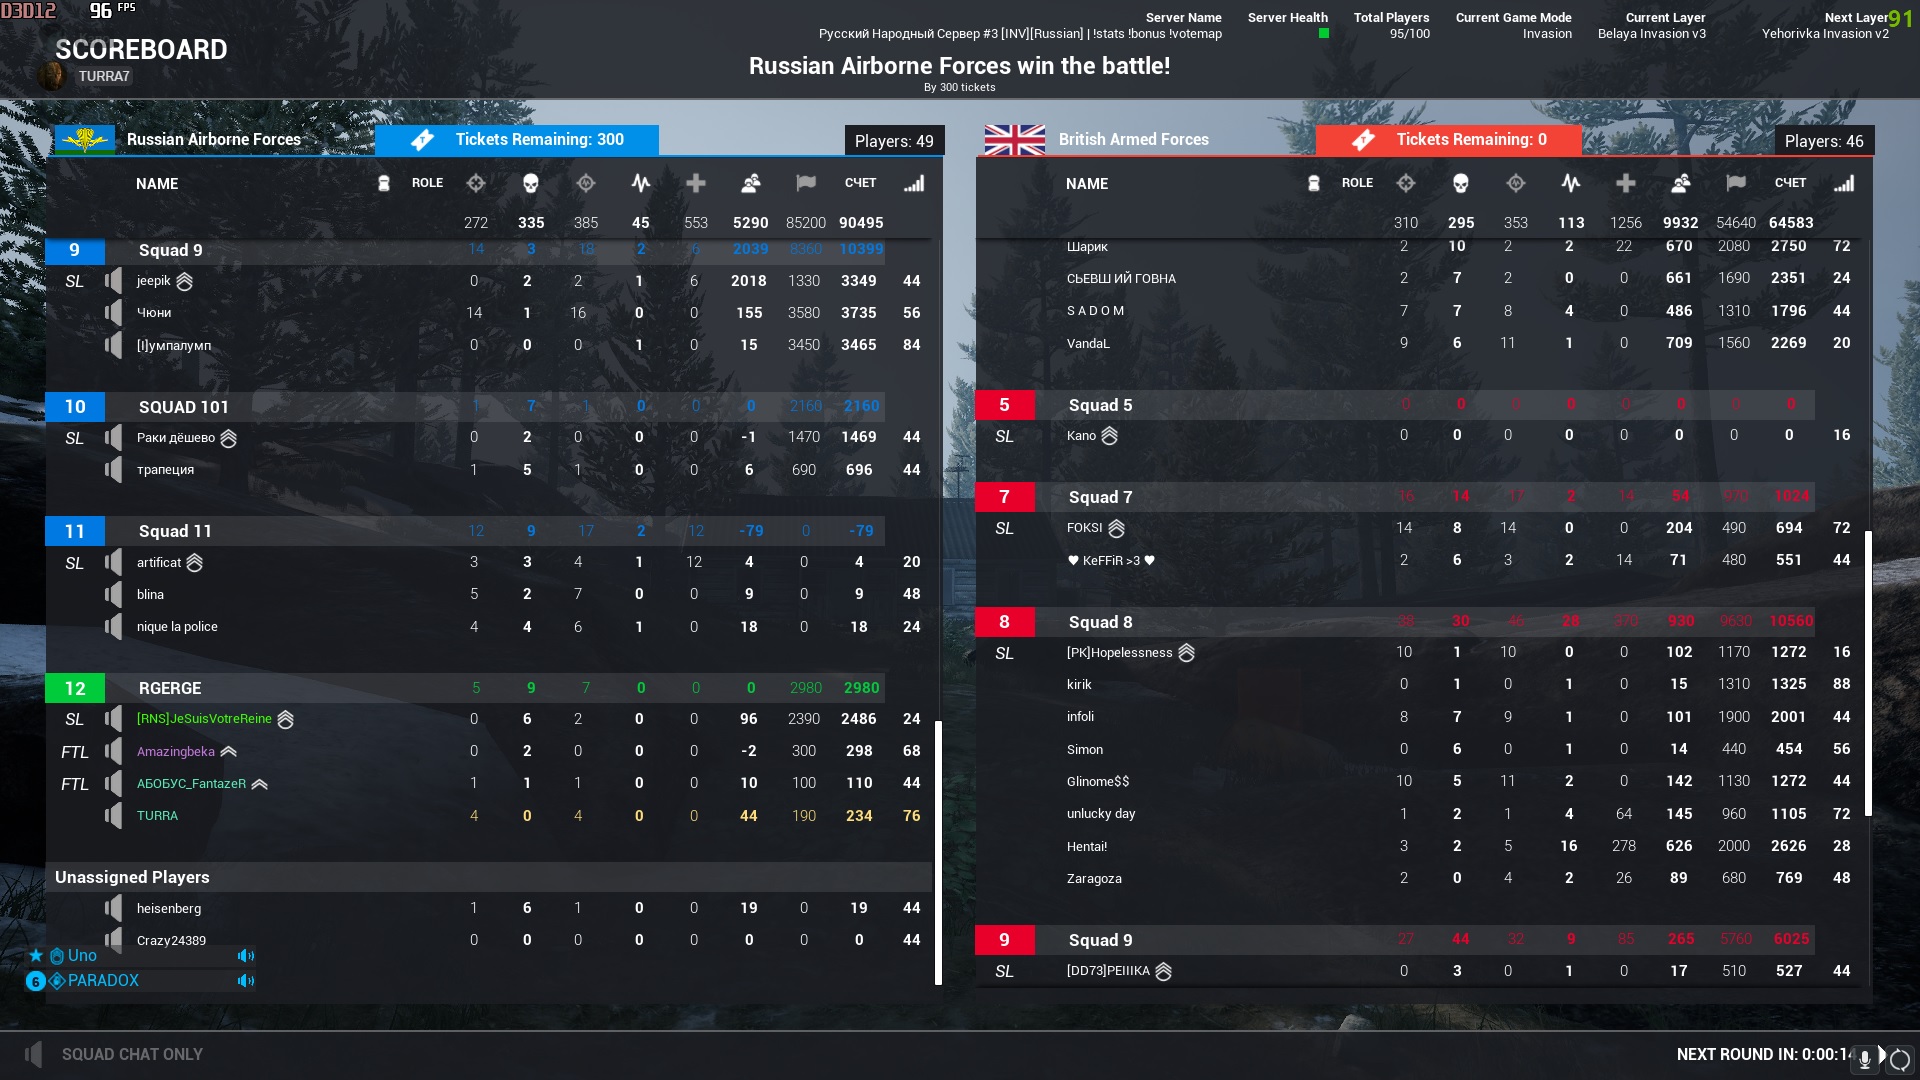 D3D12 96 FPS
SCOREBOARD
TURRA7
Server Name Server Health Total Players Current Game Mode Current Layer Next Layer 91
Русский Народный Сервер #3 [INV][Russian] | !stats !bonus !votemap 95/100 Invasion Belaya Invasion v3 Yehorivka Invasion v2
Russian Airborne Forces win the battle!
By 300 tickets
Russian Airborne Forces Tickets Remaining: 300 Players: 49
NAME ROLE СЧЕТ
272 335 385 45 553 5290 85200 90495
9 Squad 9 14 3 18 2 6 2039 8360 10399
SL jeepik 0 2 2 1 6 2018 1330 3349 44
Чюни 14 1 16 0 0 155 3580 3735 56
[I]умпалумп 0 0 0 1 0 15 3450 3465 84
10 SQUAD 101 1 7 1 0 0 0 2160 2160
SL Раки дёшево 0 2 0 0 0 -1 1470 1469 44
трапеция 1 5 1 0 0 6 690 696 44
11 Squad 11 12 9 17 2 12 -79 0 -79
SL artificat 3 3 4 1 12 4 0 4 20
blina 5 2 7 0 0 9 0 9 48
nique la police 4 4 6 1 0 18 0 18 24
12 RGERGE 5 9 7 0 0 0 2980 2980
SL [RNS]JeSuisVotreReine 0 6 2 0 0 96 2390 2486 24
FTL Amazingbeka 0 2 0 0 0 -2 300 298 68
FTL АБОБУС_FantazeR 1 1 1 0 0 10 100 110 44
TURRA 4 0 4 0 0 44 190 234 76
Unassigned Players
heisenberg 1 6 1 0 0 19 0 19 44
Crazy24389 0 0 0 0 0 0 0 0 44
Uno
6 PARADOX
British Armed Forces Tickets Remaining: 0 Players: 46
NAME ROLE СЧЕТ
310 295 353 113 1256 9932 54640 64583
Шарик 2 10 2 2 22 670 2080 2750 72
СЬЕВШ ИЙ ГОВНА 2 7 2 0 0 661 1690 2351 24
S A D O M 7 7 8 4 0 486 1310 1796 44
VandaL 9 6 11 1 0 709 1560 2269 20
5 Squad 5 0 0 0 0 0 0 0 0
SL Kano 0 0 0 0 0 0 0 0 16
7 Squad 7 16 14 17 2 14 54 970 1024
SL FOKSI 14 8 14 0 0 204 490 694 72
♥ KeFFiR >3 ♥ 2 6 3 2 14 71 480 551 44
8 Squad 8 38 30 46 28 370 930 9630 10560
SL [PK]Hopelessness 10 1 10 0 0 102 1170 1272 16
kirik 0 1 0 1 0 15 1310 1325 88
infoli 8 7 9 1 0 101 1900 2001 44
Simon 0 6 0 1 0 14 440 454 56
Glinome$$ 10 5 11 2 0 142 1130 1272 44
unlucky day 1 2 1 4 64 145 960 1105 72
Hentai! 3 2 5 16 278 626 2000 2626 28
Zaragoza 2 0 4 2 26 89 680 769 48
9 Squad 9 27 44 32 9 85 265 5760 6025
SL [DD73]PEIIIKA 0 3 0 1 0 17 510 527 44
SQUAD CHAT ONLY
NEXT ROUND IN: 0:00:14